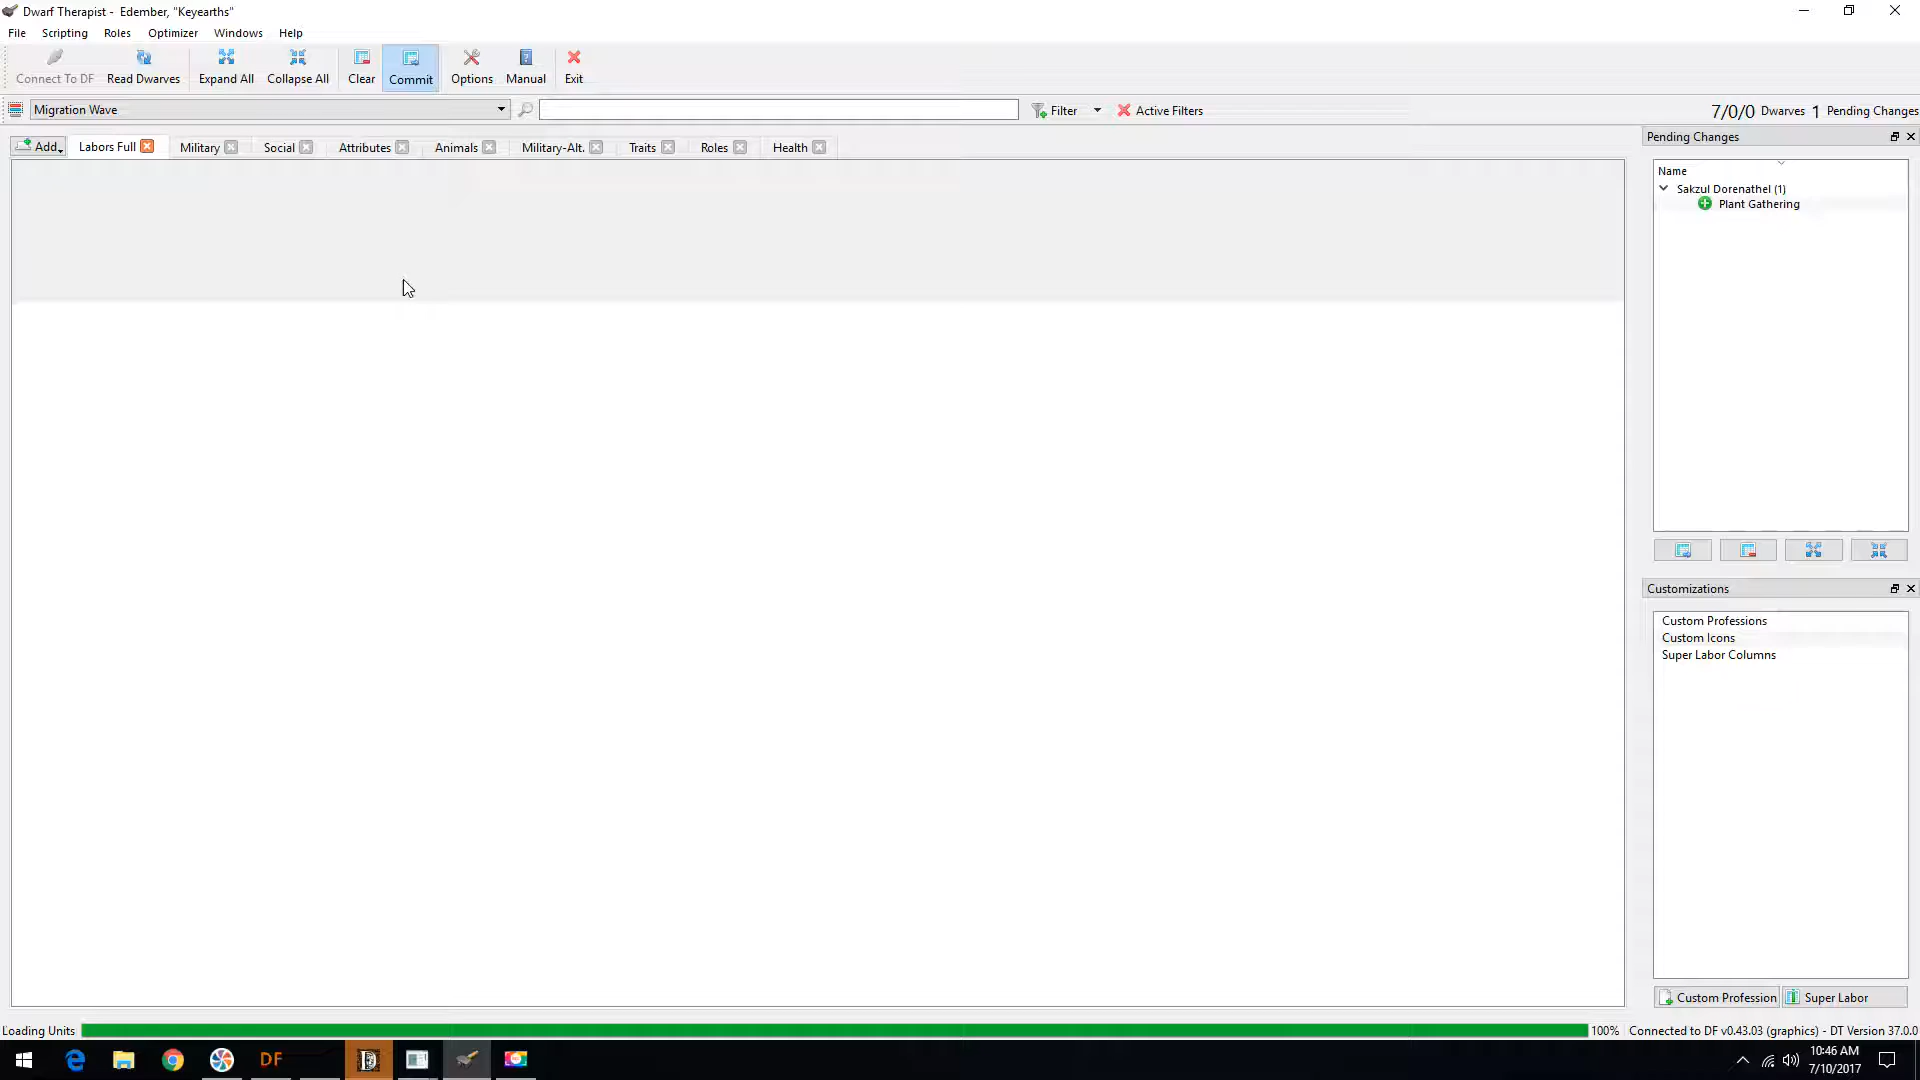 Dwarf Therapist - Edember, "Keyearths"
File Scripting Roles Optimizer Windows Help
Connect To DF Read Dwarves Expand All Collapse All Clear Commit Options Manual Exit
Migration Wave Filter Active Filters 7/0/0 Dwarves 1 Pending Changes
Add Labors Full Military Social Attributes Animals Military-Alt. Traits Roles Health
Pending Changes
Name
Sakzul Dorenathel (1)
Plant Gathering
Customizations
Custom Professions
Custom Icons
Super Labor Columns
Custom Profession Super Labor
Loading Units 100% Connected to DF v0.43.03 (graphics) - DT Version 37.0.0
DF
10:46 AM
7/10/2017